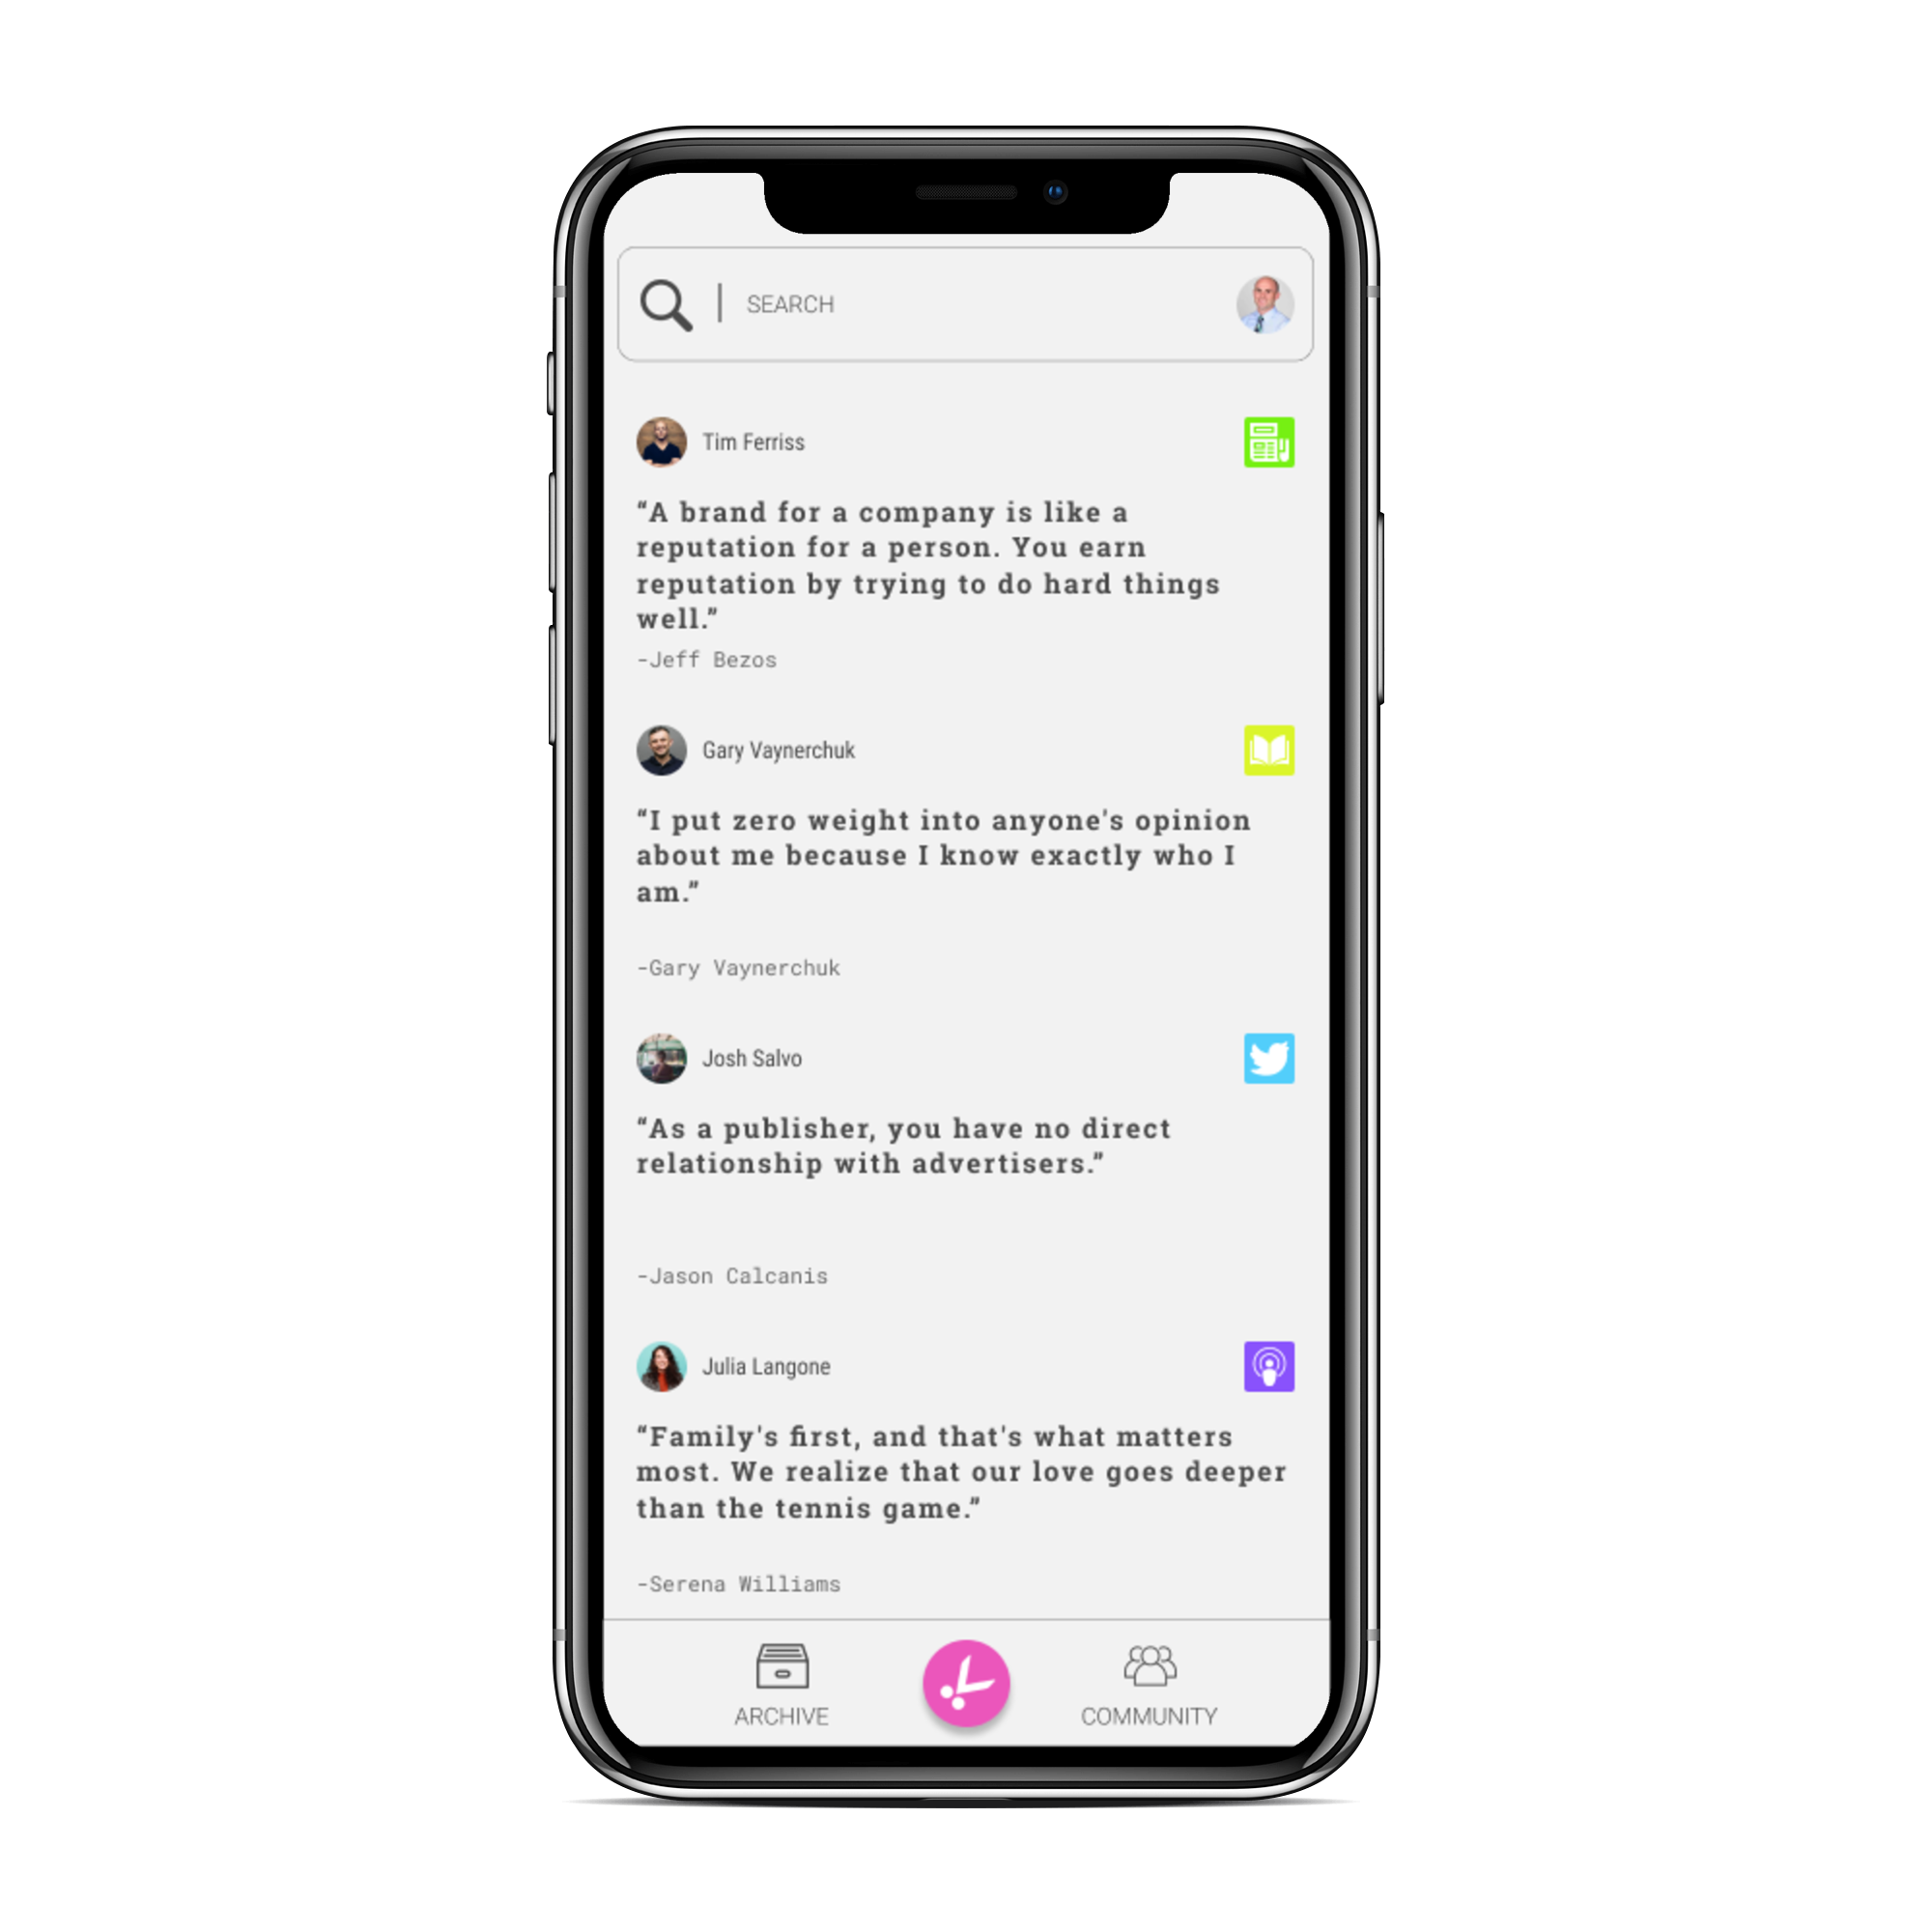 SEARCH
Tim Ferriss
“A brand for a company is like a
reputation for a person. You earn
reputation by trying to do hard things
well.”
-Jeff Bezos
Gary Vaynerchuk
“I put zero weight into anyone's opinion
about me because I know exactly who I
am.”
-Gary Vaynerchuk
Josh Salvo
“As a publisher, you have no direct
relationship with advertisers.”
-Jason Calcanis
Julia Langone
“Family's first, and that's what matters
most. We realize that our love goes deeper
than the tennis game.”
-Serena Williams
ARCHIVE
COMMUNITY